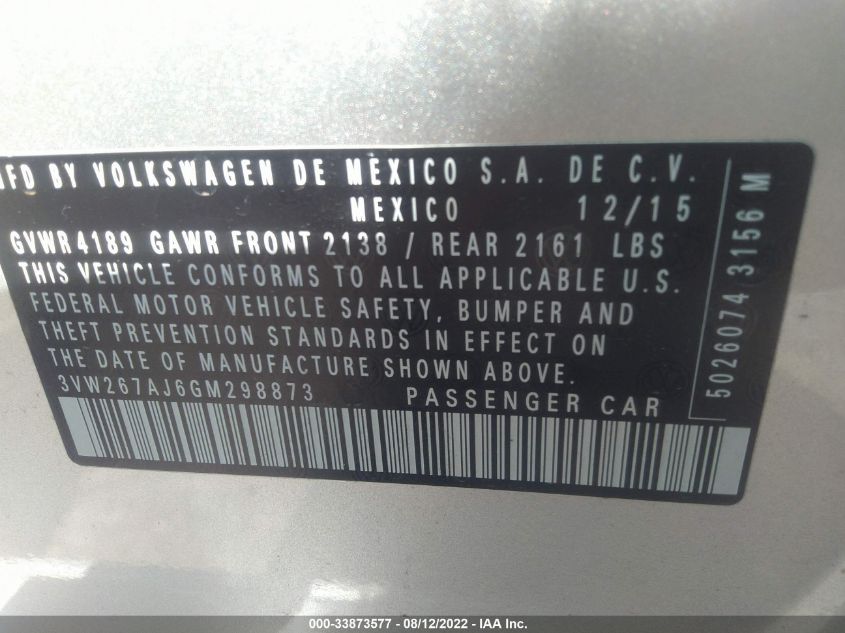 MFD BY VOLKSWAGEN DE MEXICO S.A. DE C.V.
MEXICO 12/15
GVWR4189 GAWR FRONT 2138 / REAR 2161 LBS
THIS VEHICLE CONFORMS TO ALL APPLICABLE U.S.
FEDERAL MOTOR VEHICLE SAFETY, BUMPER AND
THEFT PREVENTION STANDARDS IN EFFECT ON
THE DATE OF MANUFACTURE SHOWN ABOVE.
3VW267AJ6GM298873 PASSENGER CAR
5026074 3156 M
000-33873577 - 08/12/2022 - IAA Inc.